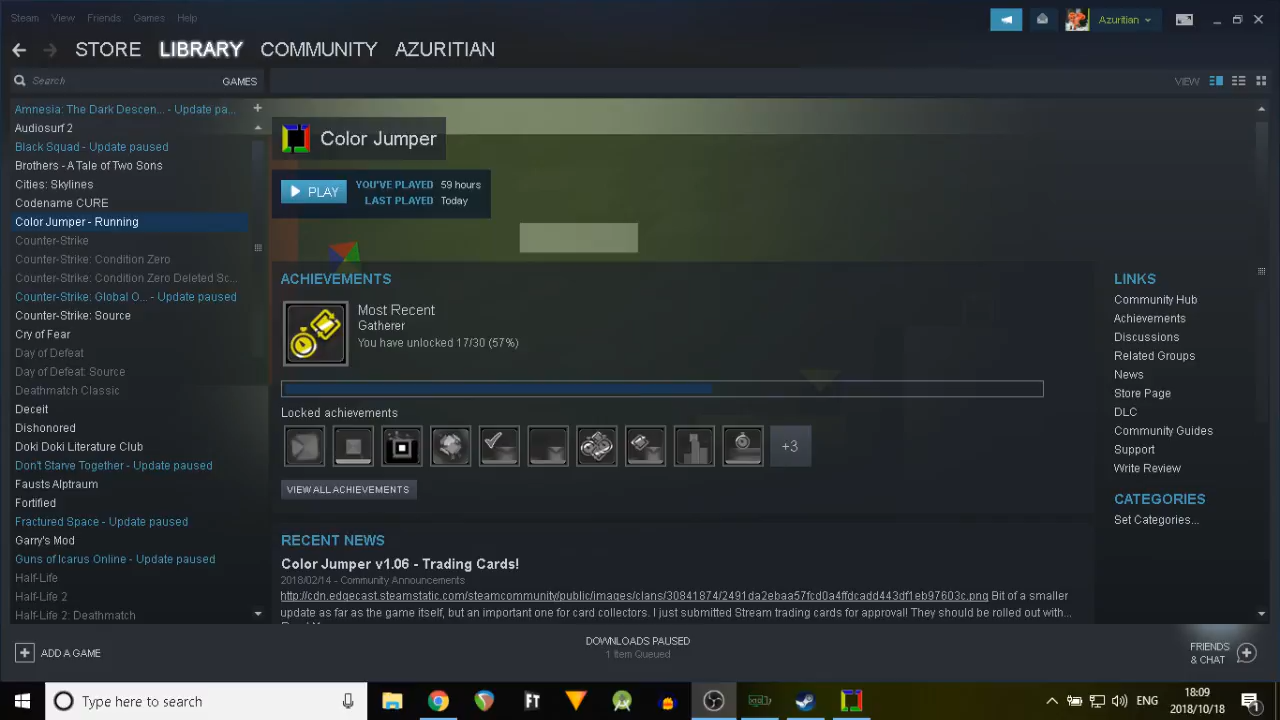 Steam View Friends Games Help
Azuritian
STORE LIBRARY COMMUNITY AZURITIAN
Search GAMES
VIEW
Amnesia: The Dark Descen... - Update pa...
Audiosurf 2
Black Squad - Update paused
Brothers - A Tale of Two Sons
Cities: Skylines
Codename CURE
Color Jumper - Running
Counter-Strike
Counter-Strike: Condition Zero
Counter-Strike: Condition Zero Deleted Sc...
Counter-Strike: Global O... - Update paused
Counter-Strike: Source
Cry of Fear
Day of Defeat
Day of Defeat: Source
Deathmatch Classic
Deceit
Dishonored
Doki Doki Literature Club
Don't Starve Together - Update paused
Fausts Alptraum
Fortified
Fractured Space - Update paused
Garry's Mod
Guns of Icarus Online - Update paused
Half-Life
Half-Life 2
Half-Life 2: Deathmatch
Color Jumper
PLAY
YOU'VE PLAYED 59 hours
LAST PLAYED Today
ACHIEVEMENTS
Most Recent
Gatherer
You have unlocked 17/30 (57%)
Locked achievements
+3
VIEW ALL ACHIEVEMENTS
RECENT NEWS
Color Jumper v1.06 - Trading Cards!
2018/02/14 - Community Announcements
http://cdn.edgecast.steamstatic.com/steamcommunity/public/images/clans/30841874/2491da2ebaa57fcd0a4ffdcadd443df1eb97603c.png Bit of a smaller
update as far as the game itself, but an important one for card collectors. I just submitted Stream trading cards for approval! They should be rolled out with...
LINKS
Community Hub
Achievements
Discussions
Related Groups
News
Store Page
DLC
Community Guides
Support
Write Review
CATEGORIES
Set Categories...
ADD A GAME
DOWNLOADS PAUSED
1 Item Queued
FRIENDS
& CHAT
Type here to search
FT
ENG
18:09
2018/10/18
1